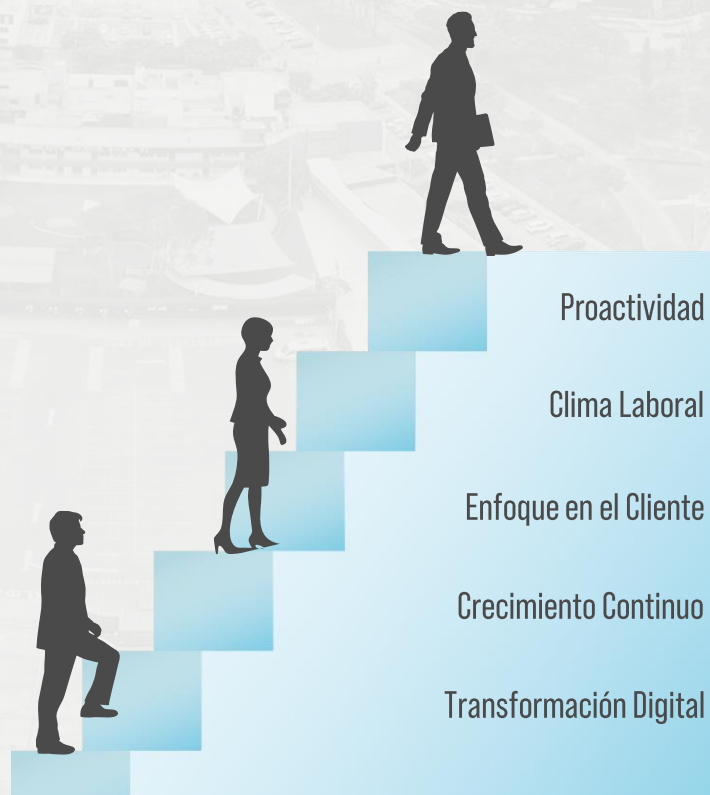 Proactividad
Clima Laboral
Enfoque en el Cliente
Crecimiento Continuo
Transformación Digital